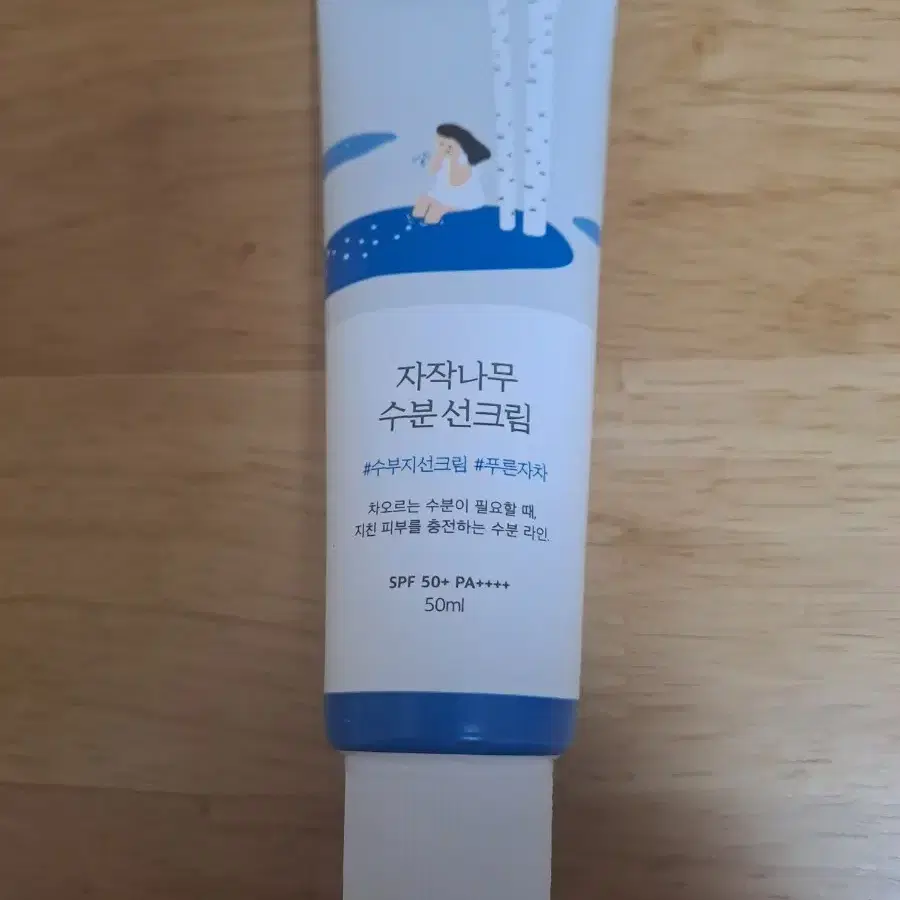 자작나무
수분 선크림
#수부지선크림 #푸른자차
차오르는 수분이 필요할 때,
지친 피부를 충전하는 수분 라인.
SPF 50+ PA++++
50ml